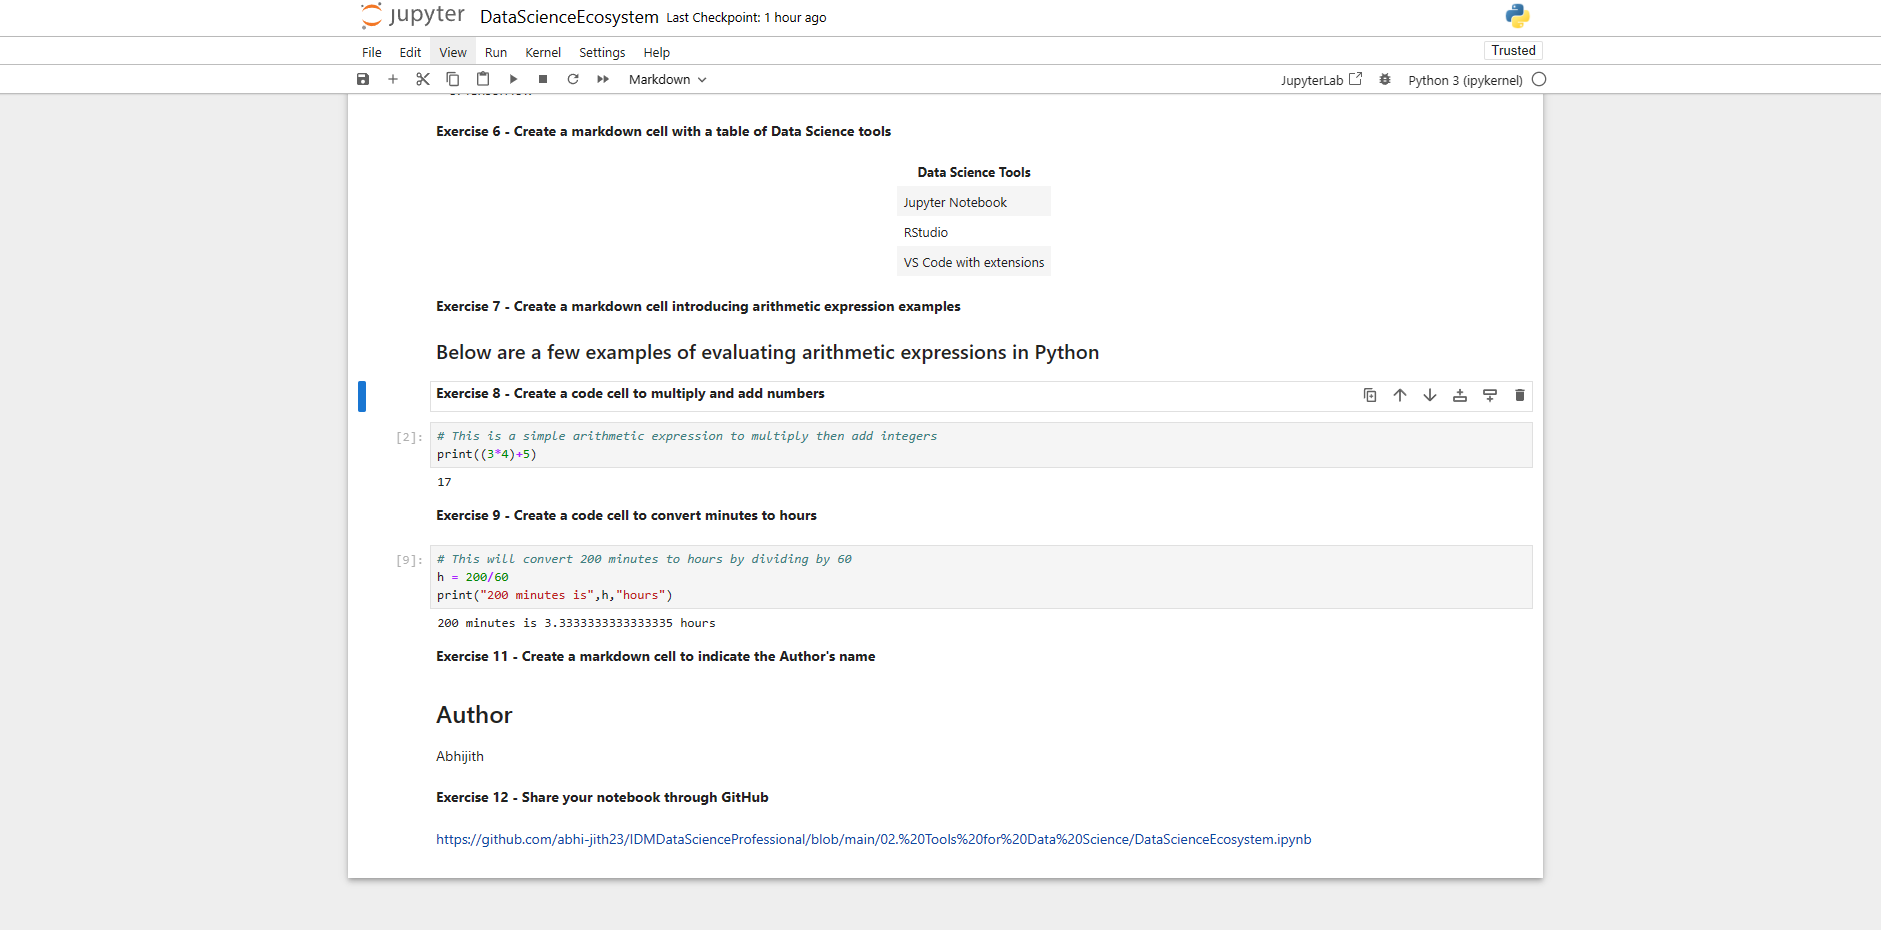 jupyter DataScienceEcosystem Last Checkpoint: 1 hour ago
File Edit View Run Kernel Settings Help
Trusted
Markdown
JupyterLab Python 3 (ipykernel)
Exercise 6 - Create a markdown cell with a table of Data Science tools
Data Science Tools
Jupyter Notebook
RStudio
VS Code with extensions
Exercise 7 - Create a markdown cell introducing arithmetic expression examples
Below are a few examples of evaluating arithmetic expressions in Python
Exercise 8 - Create a code cell to multiply and add numbers
[2]: # This is a simple arithmetic expression to multiply then add integers
print((3*4)+5)
17
Exercise 9 - Create a code cell to convert minutes to hours
[9]: # This will convert 200 minutes to hours by dividing by 60
h = 200/60
print("200 minutes is",h,"hours")
200 minutes is 3.3333333333333335 hours
Exercise 11 - Create a markdown cell to indicate the Author's name
Author
Abhijith
Exercise 12 - Share your notebook through GitHub
https://github.com/abhi-jith23/IDMDataScienceProfessional/blob/main/02.%20Tools%20for%20Data%20Science/DataScienceEcosystem.ipynb